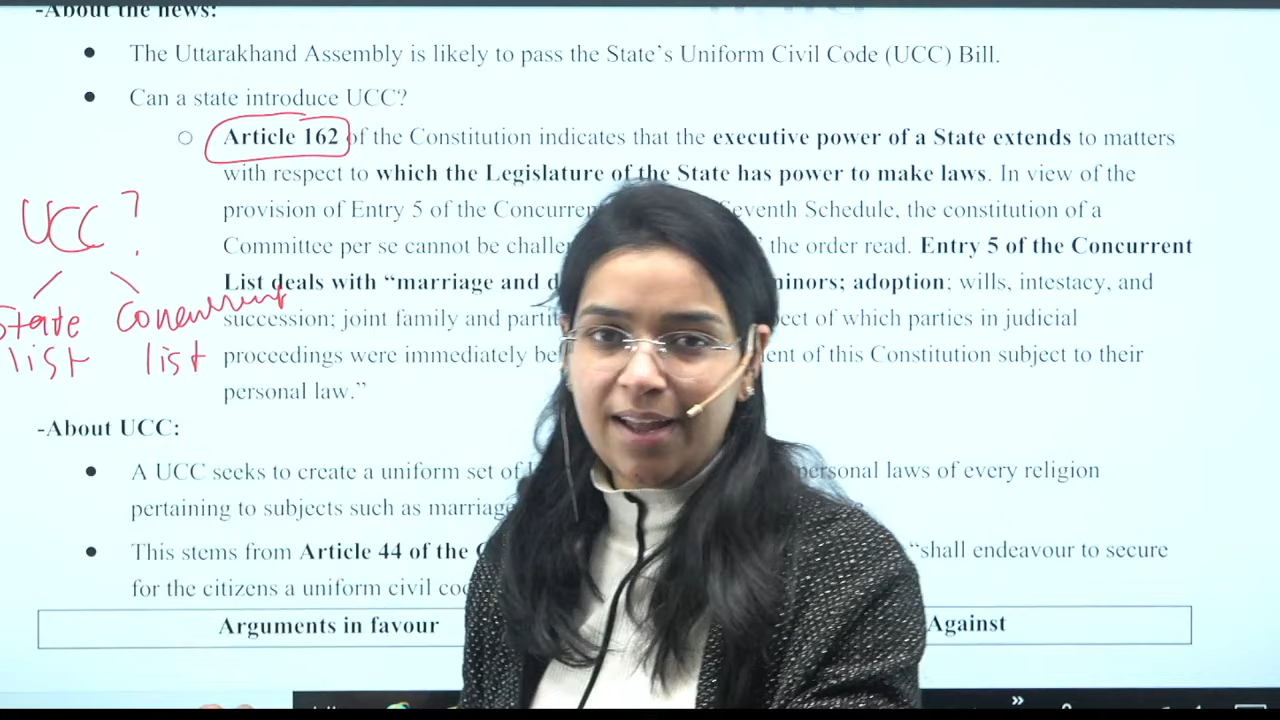 -About the news:
● The Uttarakhand Assembly is likely to pass the State's Uniform Civil Code (UCC) Bill.
● Can a state introduce UCC?
○ Article 162 of the Constitution indicates that the executive power of a State extends to matters
with respect to which the Legislature of the State has power to make laws. In view of the
provision of Entry 5 of the Concurrent Seventh Schedule, the constitution of a
Committee per se cannot be the order read. Entry 5 of the Concurrent
List deals with “marriage and minors; adoption; wills, intestacy, and
succession; joint family and of which parties in judicial
proceedings were immediately of this Constitution subject to their
personal law.”
UCC?
State list
Concurrent list
-About UCC:
● A UCC seeks to create a uniform set of personal laws of every religion
pertaining to subjects such as
● This stems from Article 44 of the “shall endeavour to secure
for the citizens a uniform civil
Arguments in favour
Against
»